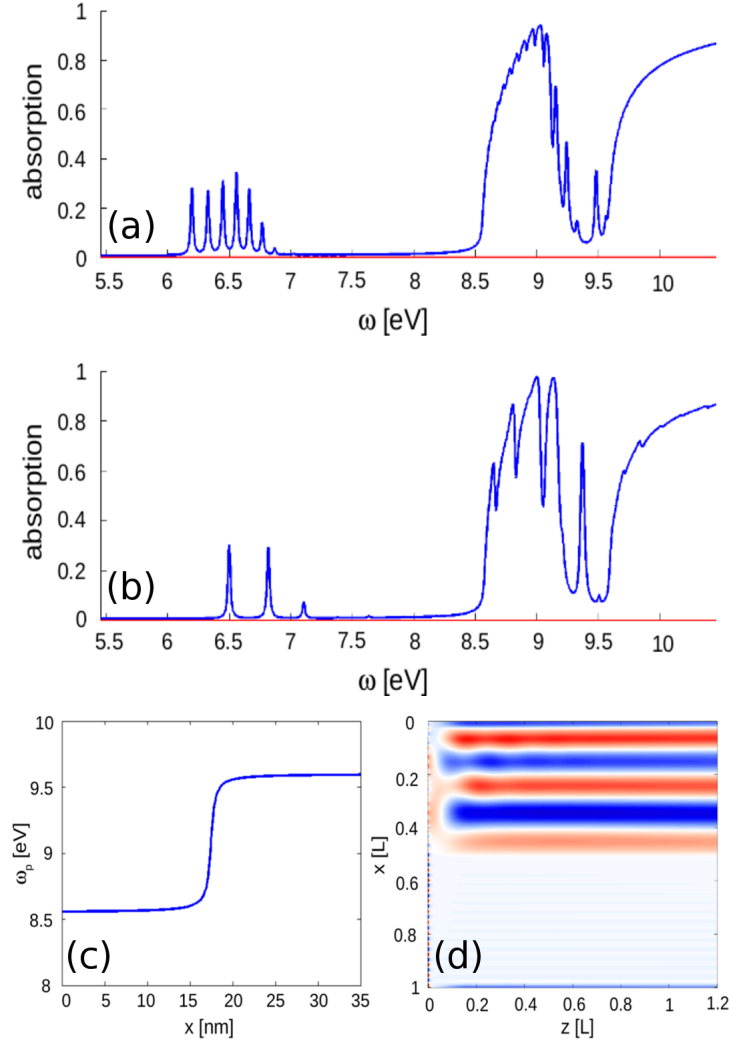 1
0.8
0.6
0.4
0.2
0
absorption
(a)
5.5 6 6.5 7 7.5 8 8.5 9 9.5 10
ω [eV]
1
0.8
0.6
0.4
0.2
0
absorption
(b)
5.5 6 6.5 7 7.5 8 8.5 9 9.5 10
ω [eV]
10
9.5
9
8.5
8
ωp [eV]
(c)
0 5 10 15 20 25 30 35
x [nm]
0
0.2
0.4
0.6
0.8
1
x [L]
(d)
0 0.2 0.4 0.6 0.8 1 1.2
z [L]